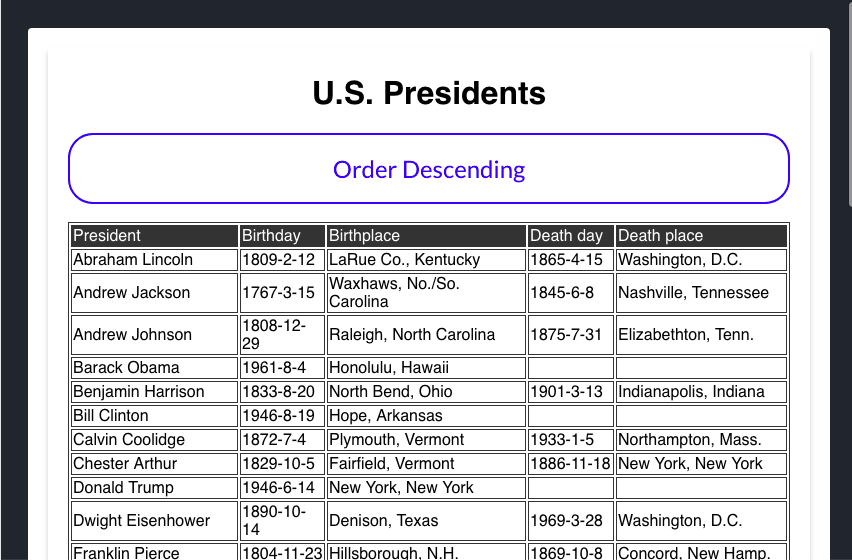 U.S. Presidents
Order Descending
President Birthday Birthplace Death day Death place
Abraham Lincoln 1809-2-12 LaRue Co., Kentucky 1865-4-15 Washington, D.C.
Andrew Jackson 1767-3-15 Waxhaws, No./So. Carolina 1845-6-8 Nashville, Tennessee
Andrew Johnson 1808-12-29 Raleigh, North Carolina 1875-7-31 Elizabethton, Tenn.
Barack Obama 1961-8-4 Honolulu, Hawaii
Benjamin Harrison 1833-8-20 North Bend, Ohio 1901-3-13 Indianapolis, Indiana
Bill Clinton 1946-8-19 Hope, Arkansas
Calvin Coolidge 1872-7-4 Plymouth, Vermont 1933-1-5 Northampton, Mass.
Chester Arthur 1829-10-5 Fairfield, Vermont 1886-11-18 New York, New York
Donald Trump 1946-6-14 New York, New York
Dwight Eisenhower 1890-10-14 Denison, Texas 1969-3-28 Washington, D.C.
Franklin Pierce 1804-11-23 Hillsborough, N.H. 1869-10-8 Concord, New Hamp.